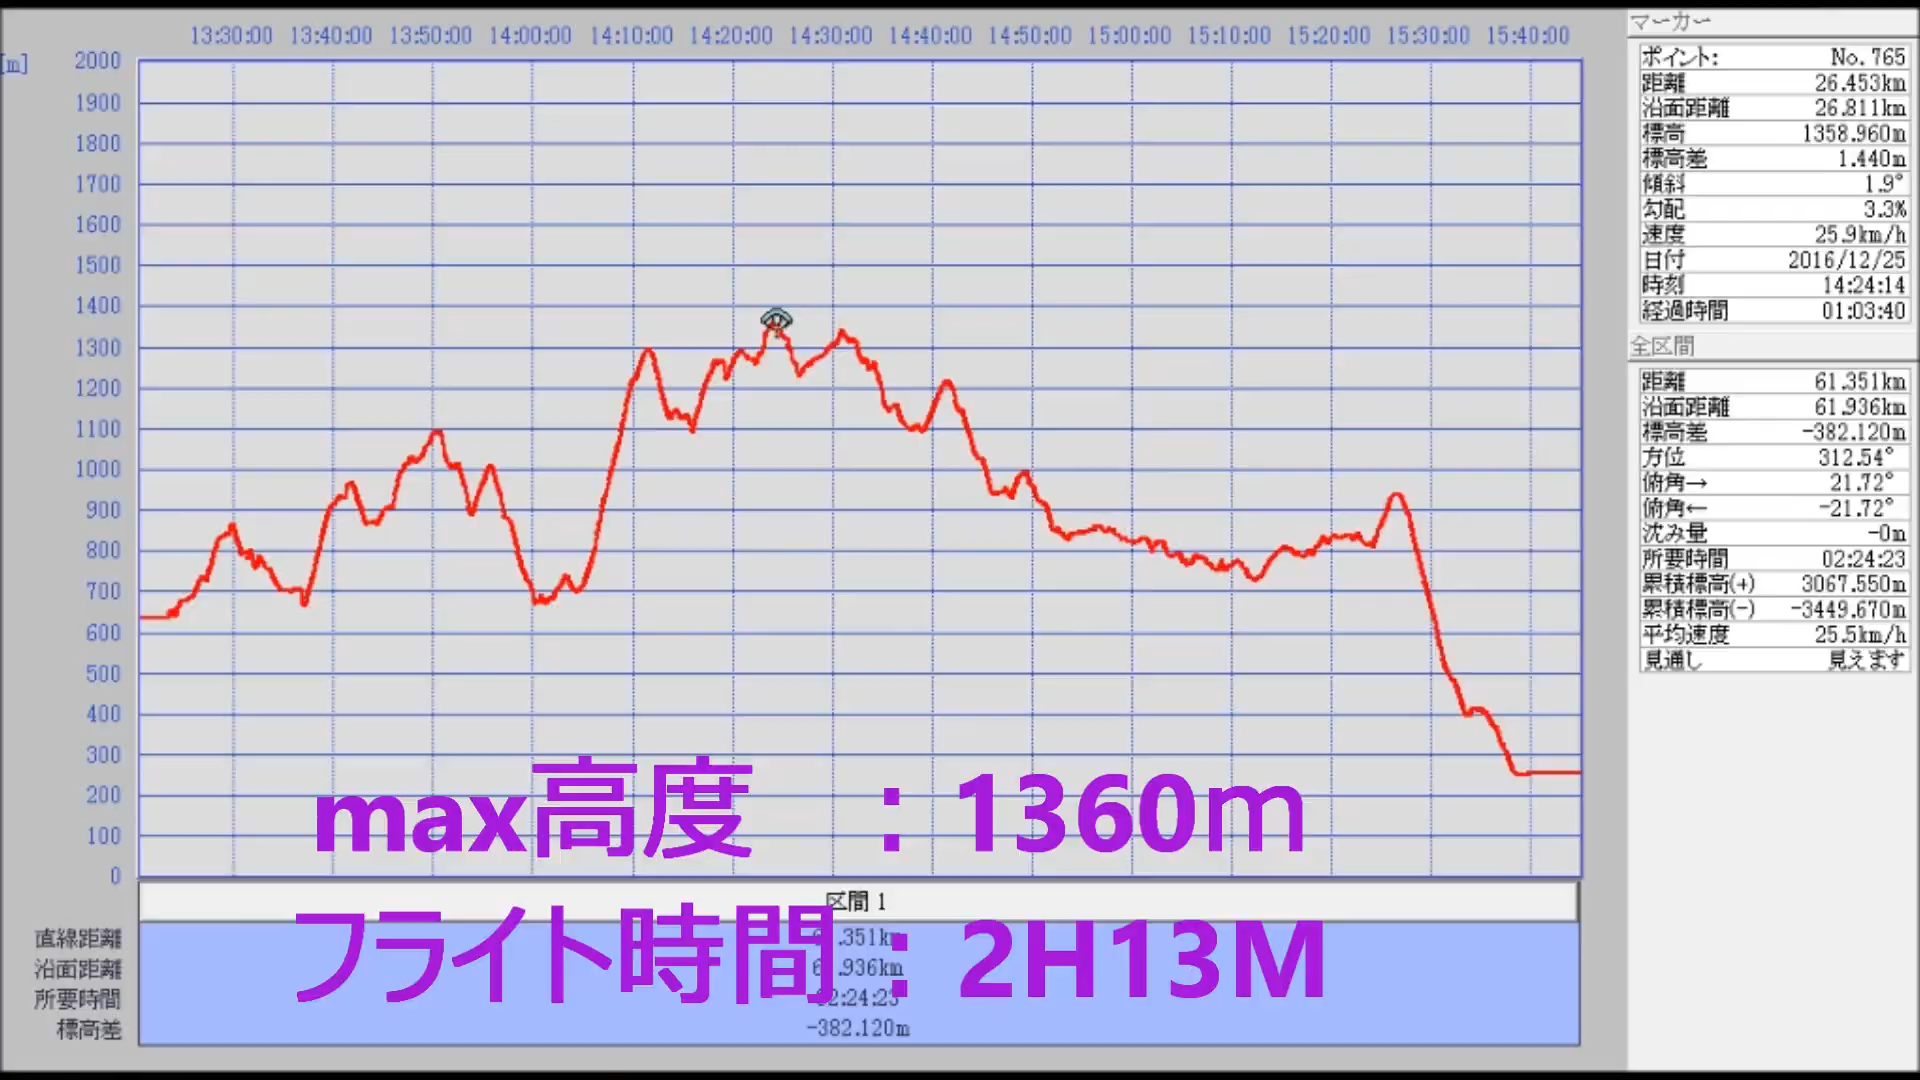 13:30:00 13:40:00 13:50:00 14:00:00 14:10:00 14:20:00 14:30:00 14:40:00 14:50:00 15:00:00 15:10:00 15:20:00 15:30:00 15:40:00
[m]
2000
1900
1800
1700
1600
1500
1400
1300
1200
1100
1000
900
800
700
600
500
400
300
200
100
0
max高度 :1360m
フライト時間:2H13M
区間 1
直線距離 .351km
沿面距離 6 .936km
所要時間 02:24:23
標高差 -382.120m
マーカー
ポイント: No.765
距離 26.453km
沿面距離 26.811km
標高 1358.960m
標高差 1.440m
傾斜 1.9°
勾配 3.3%
速度 25.9km/h
日付 2016/12/25
時刻 14:24:14
経過時間 01:03:40
全区間
距離 61.351km
沿面距離 61.936km
標高差 -382.120m
方位 312.54°
俯角→ 21.72°
俯角← -21.72°
沈み量 -0m
所要時間 02:24:23
累積標高(+) 3067.550m
累積標高(-) -3449.670m
平均速度 25.5km/h
見通し 見えます